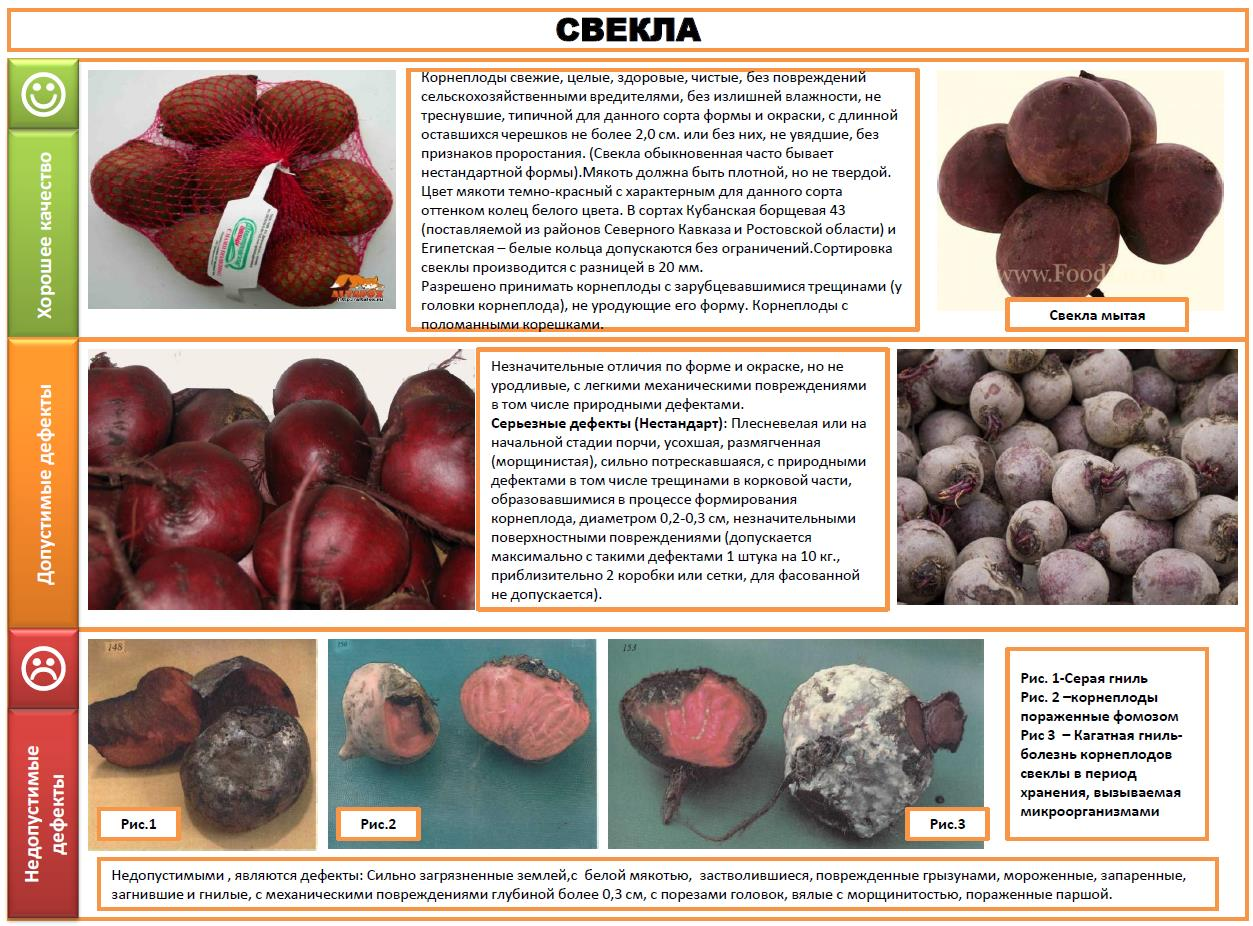 СВЕКЛА
Хорошее качество
Корнеплоды свежие, целые, здоровые, чистые, без повреждений
сельскохозяйственными вредителями, без излишней влажности, не
треснувшие, типичной для данного сорта формы и окраски, с длинной
оставшихся черешков не более 2,0 см. или без них, не увядшие, без
признаков проростания. (Свекла обыкновенная часто бывает
нестандартной формы).Мякоть должна быть плотной, но не твердой.
Цвет мякоти темно-красный с характерным для данного сорта
оттенком колец белого цвета. В сортах Кубанская борщевая 43
(поставляемой из районов Северного Кавказа и Ростовской области) и
Египетская – белые кольца допускаются без ограничений.Сортировка
свеклы производится с разницей в 20 мм.
Разрешено принимать корнеплоды с зарубцевавшимися трещинами (у
головки корнеплода), не уродующие его форму. Корнеплоды с
поломанными корешками.
www.Food
Свекла мытая
Допустимые дефекты
Незначительные отличия по форме и окраске, но не
уродливые, с легкими механическими повреждениями
в том числе природными дефектами.
Серьезные дефекты (Нестандарт): Плесневелая или на
начальной стадии порчи, усохшая, размягченная
(морщинистая), сильно потрескавшаяся, с природными
дефектами в том числе трещинами в корковой части,
образовавшимися в процессе формирования
корнеплода, диаметром 0,2-0,3 см, незначительными
поверхностными повреждениями (допускается
максимально с такими дефектами 1 штука на 10 кг.,
приблизительно 2 коробки или сетки, для фасованной
не допускается).
Недопустимые
дефекты
148
Рис.1
150
Рис.2
153
Рис.3
Рис. 1-Серая гниль
Рис. 2 –корнеплоды
пораженные фомозом
Рис 3 – Кагатная гниль-
болезнь корнеплодов
свеклы в период
хранения, вызываемая
микроорганизмами
Недопустимыми , являются дефекты: Сильно загрязненные землей,с белой мякотью, застволившиеся, поврежденные грызунами, мороженные, запаренные,
загнившие и гнилые, с механическими повреждениями глубиной более 0,3 см, с порезами головок, вялые с морщинитостью, пораженные паршой.